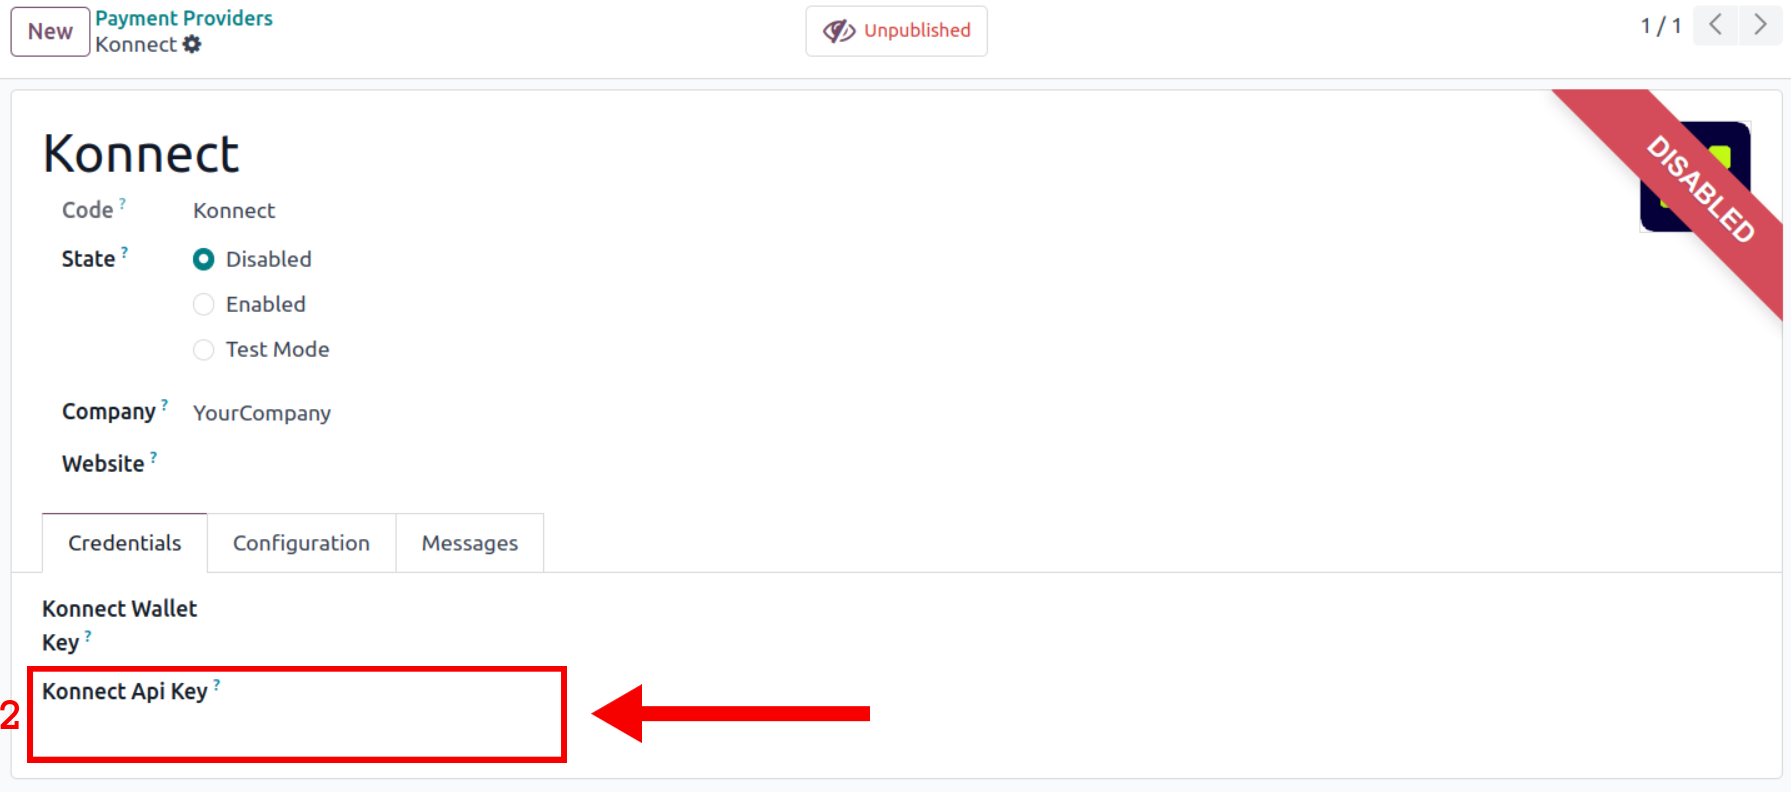 New
Payment Providers
Konnect
Unpublished
1 / 1
DISABLED
Konnect
Code ? Konnect
State ? Disabled
Enabled
Test Mode
Company ? YourCompany
Website ?
Credentials Configuration Messages
Konnect Wallet
Key ?
Konnect Api Key ?
2